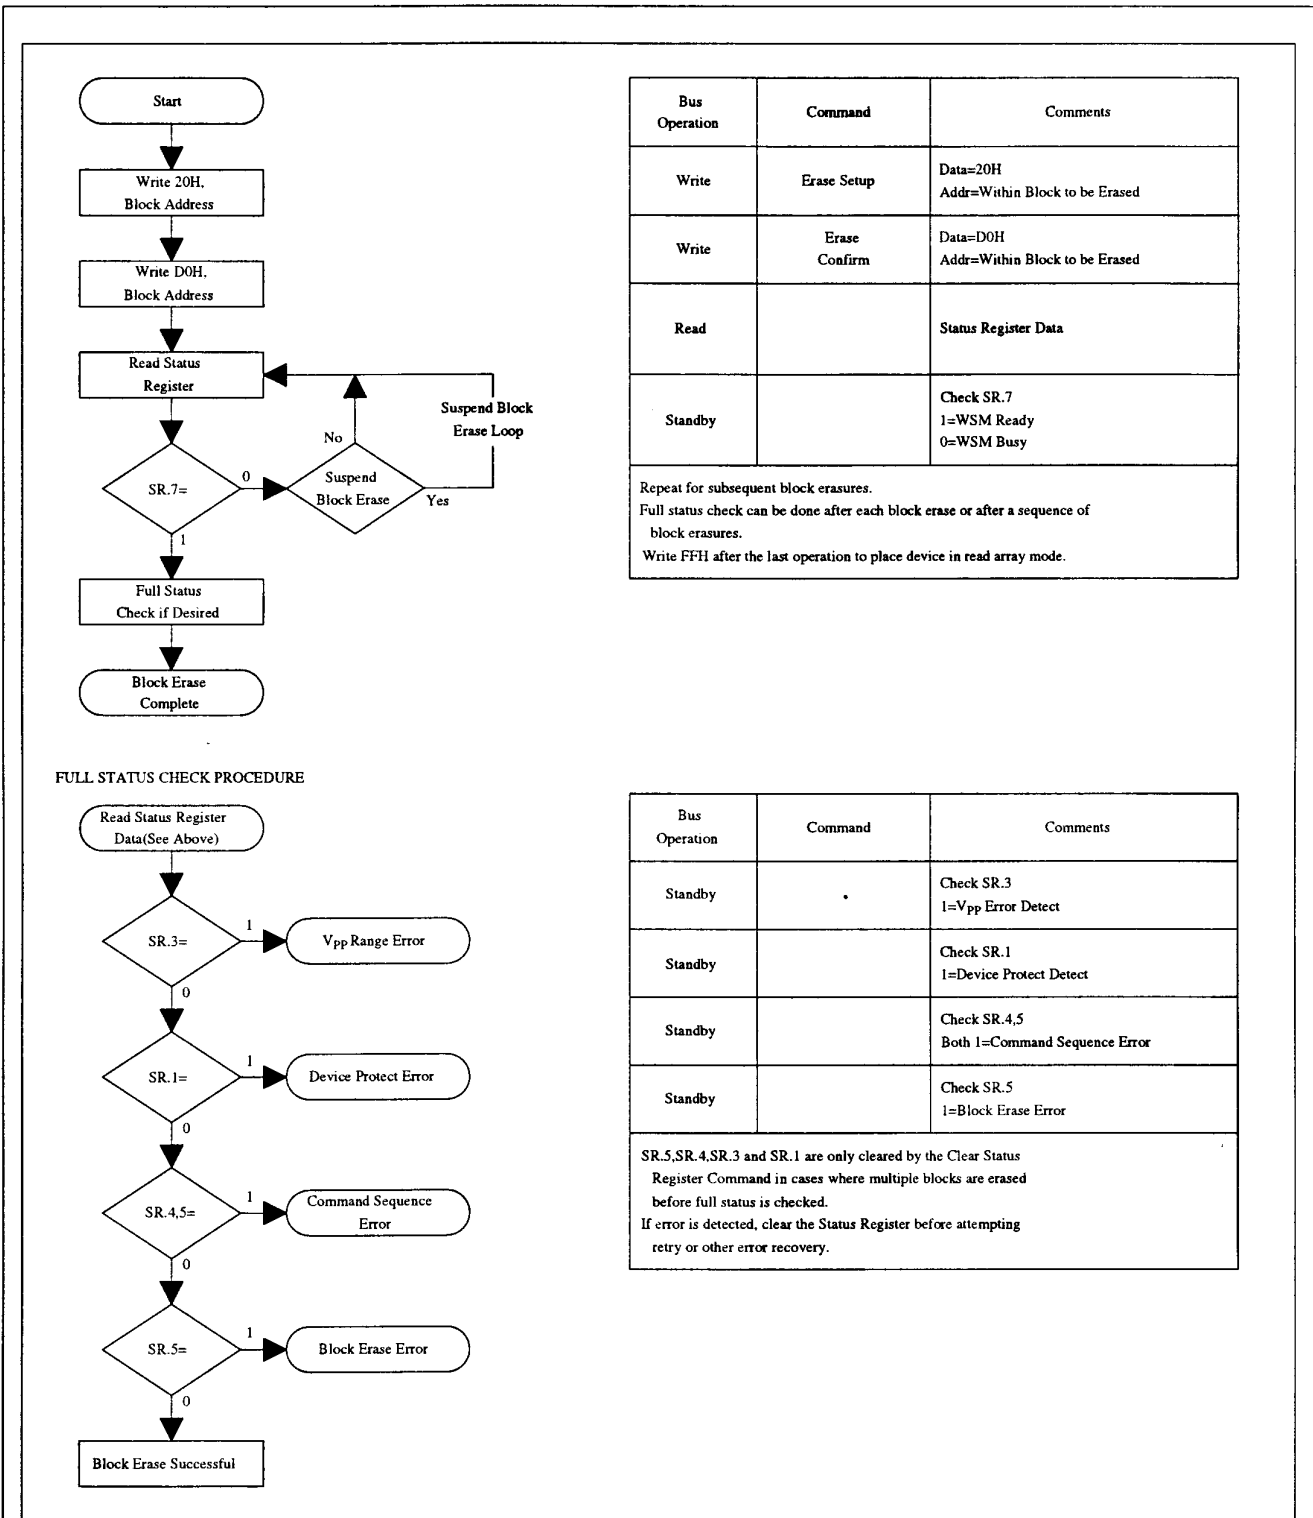 Start
Write 20H,
Block Address
Write D0H,
Block Address
Read Status
Register
Suspend Block
Erase Loop
No
SR.7=
0
Suspend
Block Erase
Yes
1
Full Status
Check if Desired
Block Erase
Complete
Bus
Operation
Command
Comments
Write
Erase Setup
Data=20H
Addr=Within Block to be Erased
Write
Erase
Confirm
Data=D0H
Addr=Within Block to be Erased
Read
Status Register Data
Standby
Check SR.7
1=WSM Ready
0=WSM Busy
Repeat for subsequent block erasures.
Full status check can be done after each block erase or after a sequence of
block erasures.
Write FFH after the last operation to place device in read array mode.
FULL STATUS CHECK PROCEDURE
Read Status Register
Data(See Above)
SR.3=
1
VPP Range Error
0
SR.1=
1
Device Protect Error
0
SR.4,5=
1
Command Sequence
Error
0
SR.5=
1
Block Erase Error
0
Block Erase Successful
Bus
Operation
Command
Comments
Standby
Check SR.3
1=VPP Error Detect
Standby
Check SR.1
1=Device Protect Detect
Standby
Check SR.4,5
Both 1=Command Sequence Error
Standby
Check SR.5
1=Block Erase Error
SR.5,SR.4,SR.3 and SR.1 are only cleared by the Clear Status
Register Command in cases where multiple blocks are erased
before full status is checked.
If error is detected, clear the Status Register before attempting
retry or other error recovery.